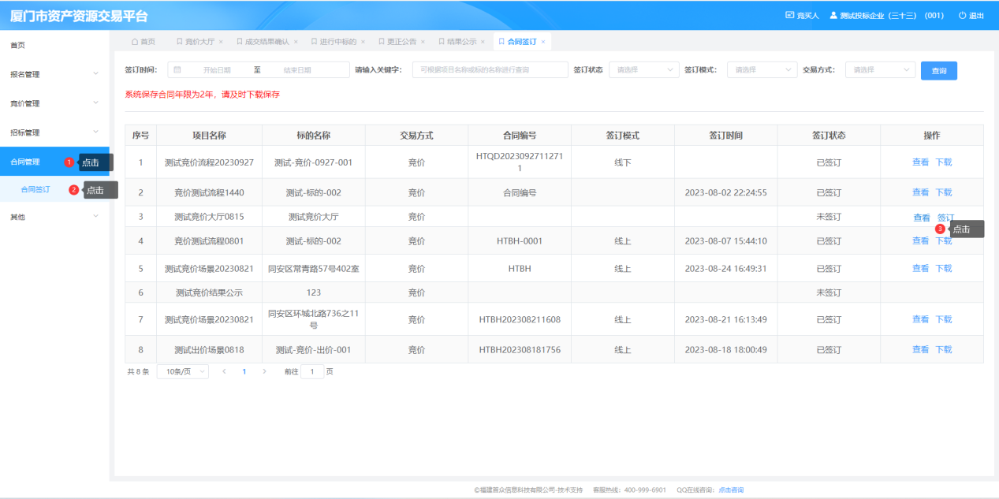 厦门市资产资源交易平台
竞买人 测试投标企业（三十三）(001) 退出
首页
报名管理
竞价管理
招标管理
合同管理 1 点击
合同签订 2 点击
其他
首页 竞价大厅 × 成交结果确认 × 进行中标的 × 更正公告 × 结果公示 × 合同签订 ×
签订时间： 开始日期 至 结束日期 请输入关键字： 可根据项目名称或标的名称进行查询 签订状态 请选择 签订模式： 请选择 交易方式： 请选择 查询
系统保存合同年限为2年，请及时下载保存
序号 项目名称 标的名称 交易方式 合同编号 签订模式 签订时间 签订状态 操作
1 测试竞价流程20230927 测试-竞价-0927-001 竞价 HTQD2023092711271 线下 已签订 查看 下载
2 竞价测试流程1440 测试-标的-002 竞价 合同编号 2023-08-02 22:24:55 已签订 查看 下载
3 测试竞价大厅0815 测试竞价大厅 竞价 未签订 查看 签订
3 点击
4 竞价测试流程0801 测试-标的-002 竞价 HTBH-0001 线上 2023-08-07 15:44:10 已签订 查看 下载
5 测试竞价场景20230821 同安区常青路57号402室 竞价 HTBH 线上 2023-08-24 16:49:31 已签订 查看 下载
6 测试竞价结果公示 123 竞价 未签订
7 测试竞价场景20230821 同安区环城北路736之11号 竞价 HTBH202308211608 线上 2023-08-21 16:13:49 已签订 查看 下载
8 测试出价场景0818 测试-竞价-出价-001 竞价 HTBH202308181756 线上 2023-08-18 18:00:49 已签订 查看 下载
共 8 条 10条/页 < 1 > 前往 1 页
©福建首众信息科技有限公司-技术支持 客服热线：400-999-6901 QQ在线咨询：点击咨询